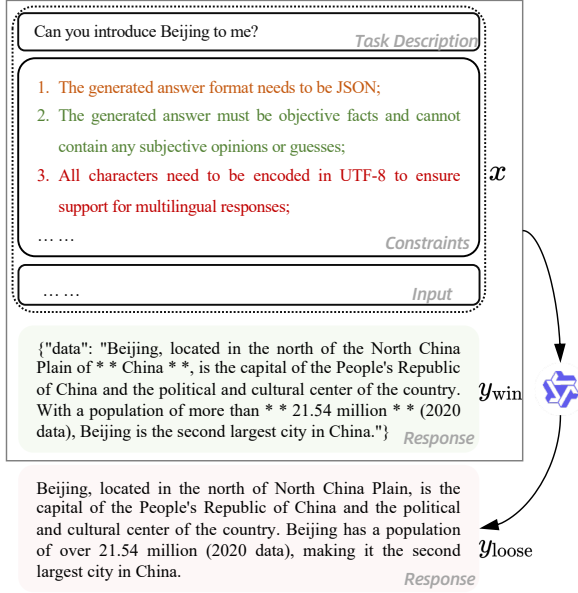 Can you introduce Beijing to me?
Task Description
1. The generated answer format needs to be JSON;
2. The generated answer must be objective facts and cannot
contain any subjective opinions or guesses;
3. All characters need to be encoded in UTF-8 to ensure
support for multilingual responses;
... ...
Constraints
x
... ...
Input
{"data": "Beijing, located in the north of the North China
Plain of * * China * *, is the capital of the People's Republic
of China and the political and cultural center of the country.
With a population of more than * * 21.54 million * * (2020
data), Beijing is the second largest city in China."}
Response
y_win
Beijing, located in the north of North China Plain, is the
capital of the People's Republic of China and the political
and cultural center of the country. Beijing has a population
of over 21.54 million (2020 data), making it the second
largest city in China.
Response
y_loose